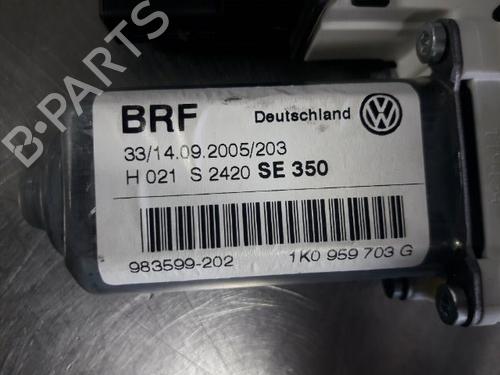 BRF Deutschland
33/14.09.2005/203
H 021 S 2420 SE 350
983599-202 1K0 959 703 G
B-PARTS